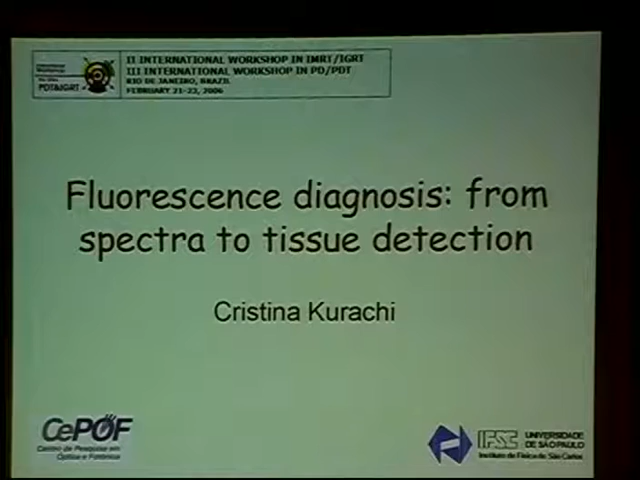 II INTERNATIONAL WORKSHOP IN IMRT/IGRT
III INTERNATIONAL WORKSHOP IN PD/PDT
RIO DE JANEIRO, BRAZIL
FEBRUARY 21-22, 2006
PDT&IGRT
Fluorescence diagnosis: from
spectra to tissue detection
Cristina Kurachi
CePOF
Centro de Pesquisa em
Óptica e Fotônica
IFSC
UNIVERSIDADE
DE SÃO PAULO
Instituto de Física de São Carlos